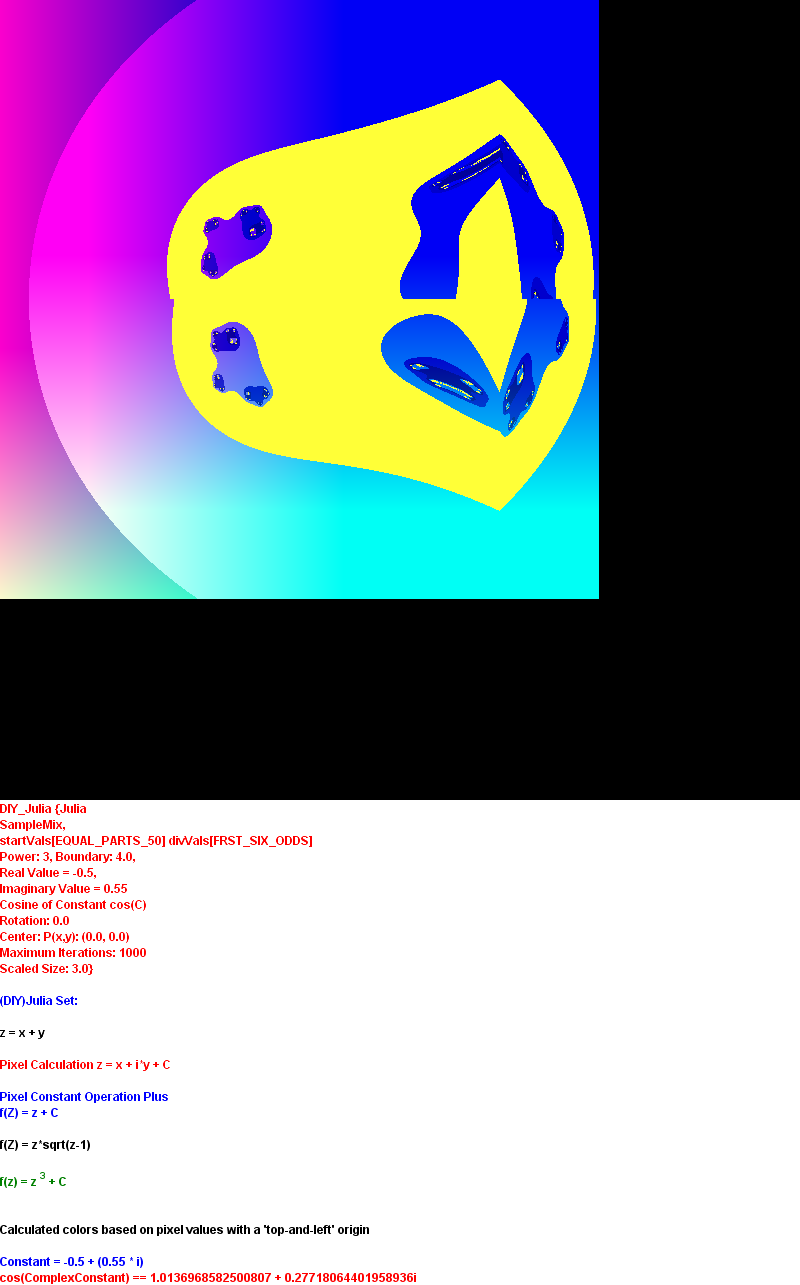 DIY_Julia {Julia
SampleMix,
startVals[EQUAL_PARTS_50] divVals[FRST_SIX_ODDS]
Power: 3, Boundary: 4.0,
Real Value = -0.5,
Imaginary Value = 0.55
Cosine of Constant cos(C)
Rotation: 0.0
Center: P(x,y): (0.0, 0.0)
Maximum Iterations: 1000
Scaled Size: 3.0}
(DIY)Julia Set:
z = x + y
Pixel Calculation z = x + i*y + C
Pixel Constant Operation Plus
f(Z) = z + C
f(Z) = z*sqrt(z-1)
f(z) = z 3 + C
Calculated colors based on pixel values with a 'top-and-left' origin
Constant = -0.5 + (0.55 * i)
cos(ComplexConstant) == 1.0136968582500807 + 0.27718064401958936i